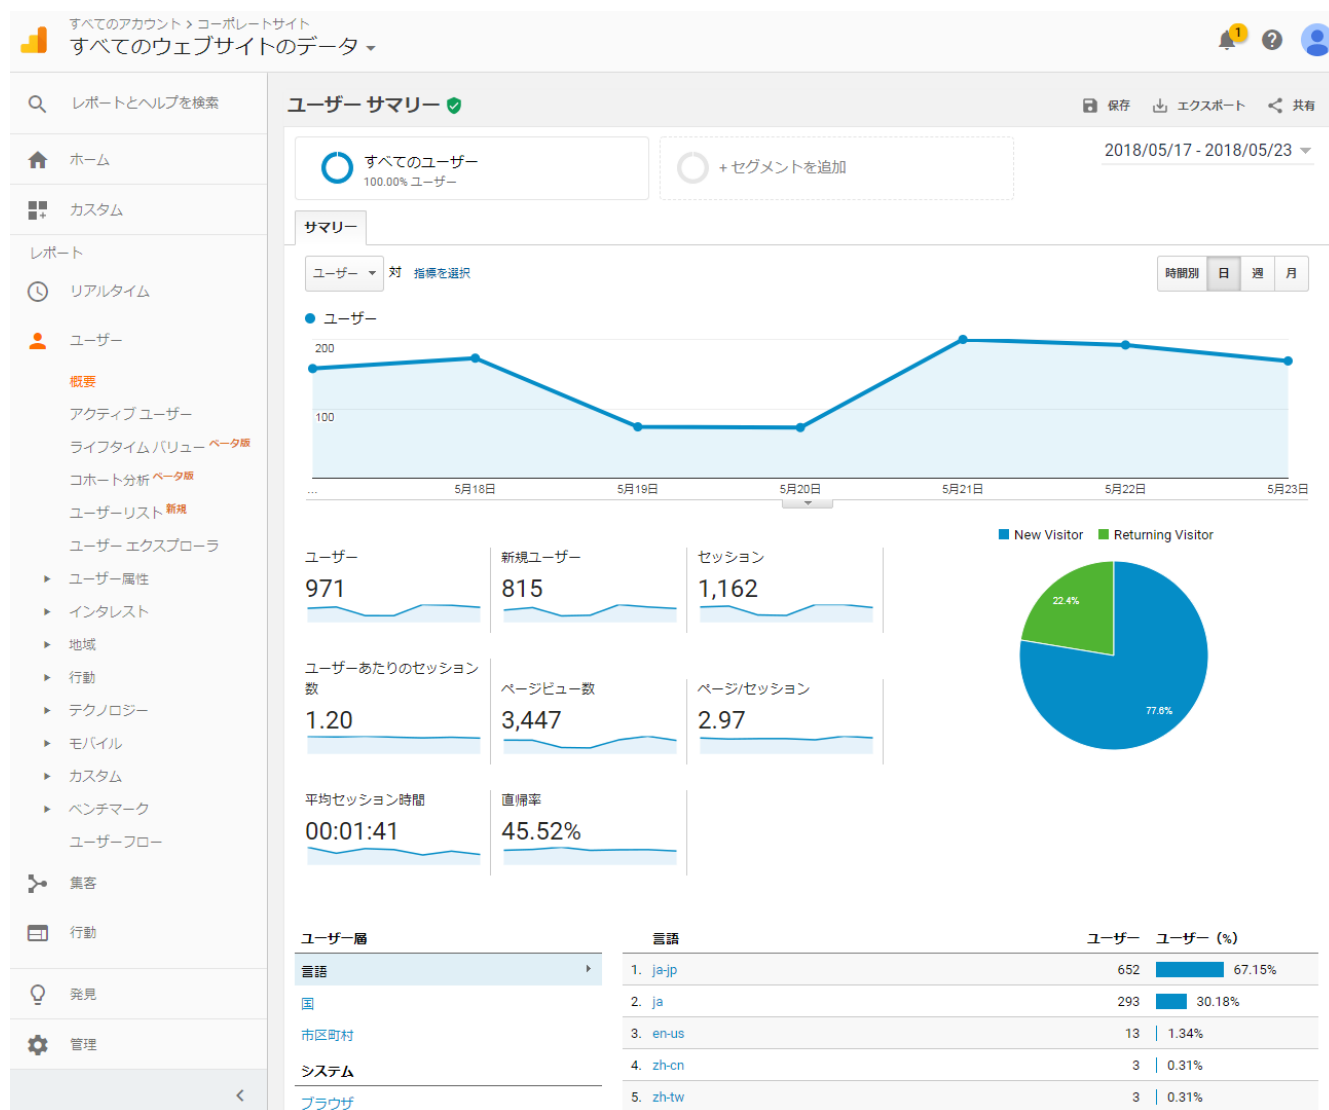 すべてのアカウント > コーポレートサイト
すべてのウェブサイトのデータ
1
レポートとヘルプを検索
ホーム
カスタム
レポート
リアルタイム
ユーザー
概要
アクティブ ユーザー
ライフタイム バリュー ベータ版
コホート分析 ベータ版
ユーザーリスト 新規
ユーザー エクスプローラ
ユーザー属性
インタレスト
地域
行動
テクノロジー
モバイル
カスタム
ベンチマーク
ユーザーフロー
集客
行動
発見
管理
ユーザー サマリー
保存 エクスポート 共有
すべてのユーザー
100.00% ユーザー
+ セグメントを追加
2018/05/17 - 2018/05/23
サマリー
ユーザー 対 指標を選択
時間別 日 週 月
ユーザー
200
100
... 5月18日 5月19日 5月20日 5月21日 5月22日 5月23日
New Visitor Returning Visitor
22.4%
77.6%
ユーザー
971
新規ユーザー
815
セッション
1,162
ユーザーあたりのセッション
数
1.20
ページビュー数
3,447
ページ/セッション
2.97
平均セッション時間
00:01:41
直帰率
45.52%
ユーザー層
言語
国
市区町村
システム
ブラウザ
言語 ユーザー ユーザー (%)
1. ja-jp 652 67.15%
2. ja 293 30.18%
3. en-us 13 1.34%
4. zh-cn 3 0.31%
5. zh-tw 3 0.31%